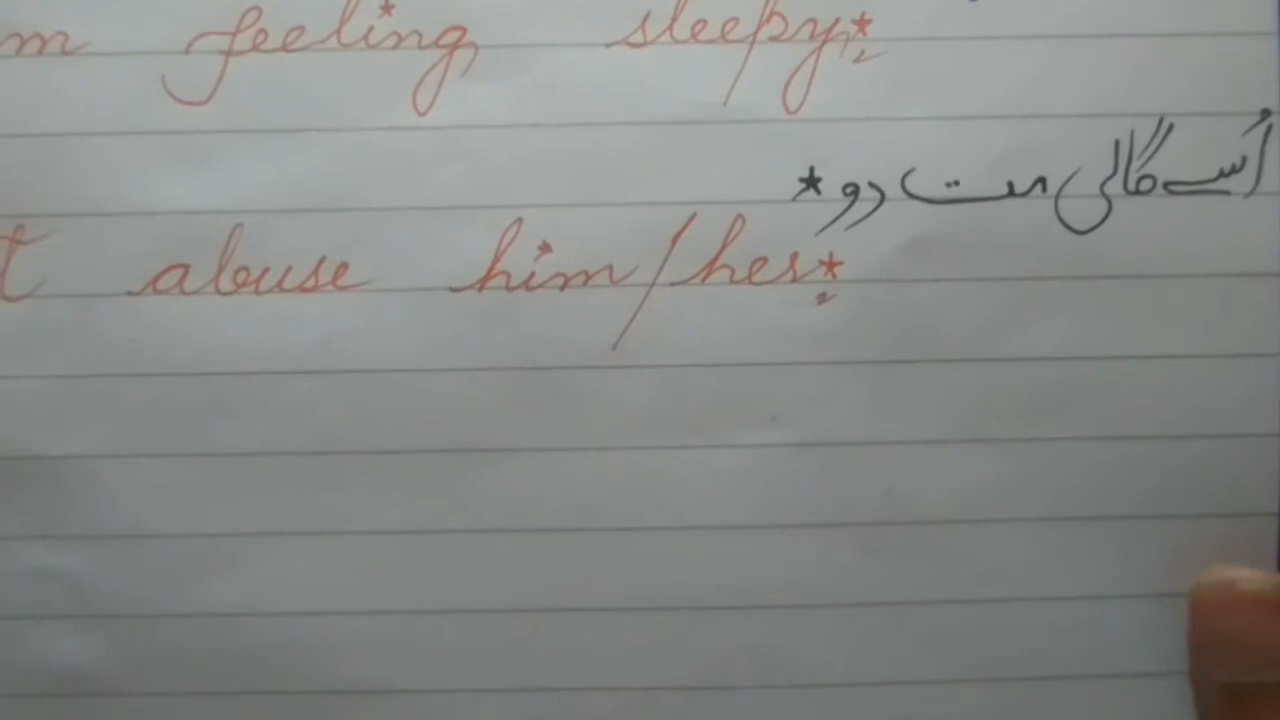 m feeling sleepy.
اُسے گالی مت دو*
t abuse him/her*